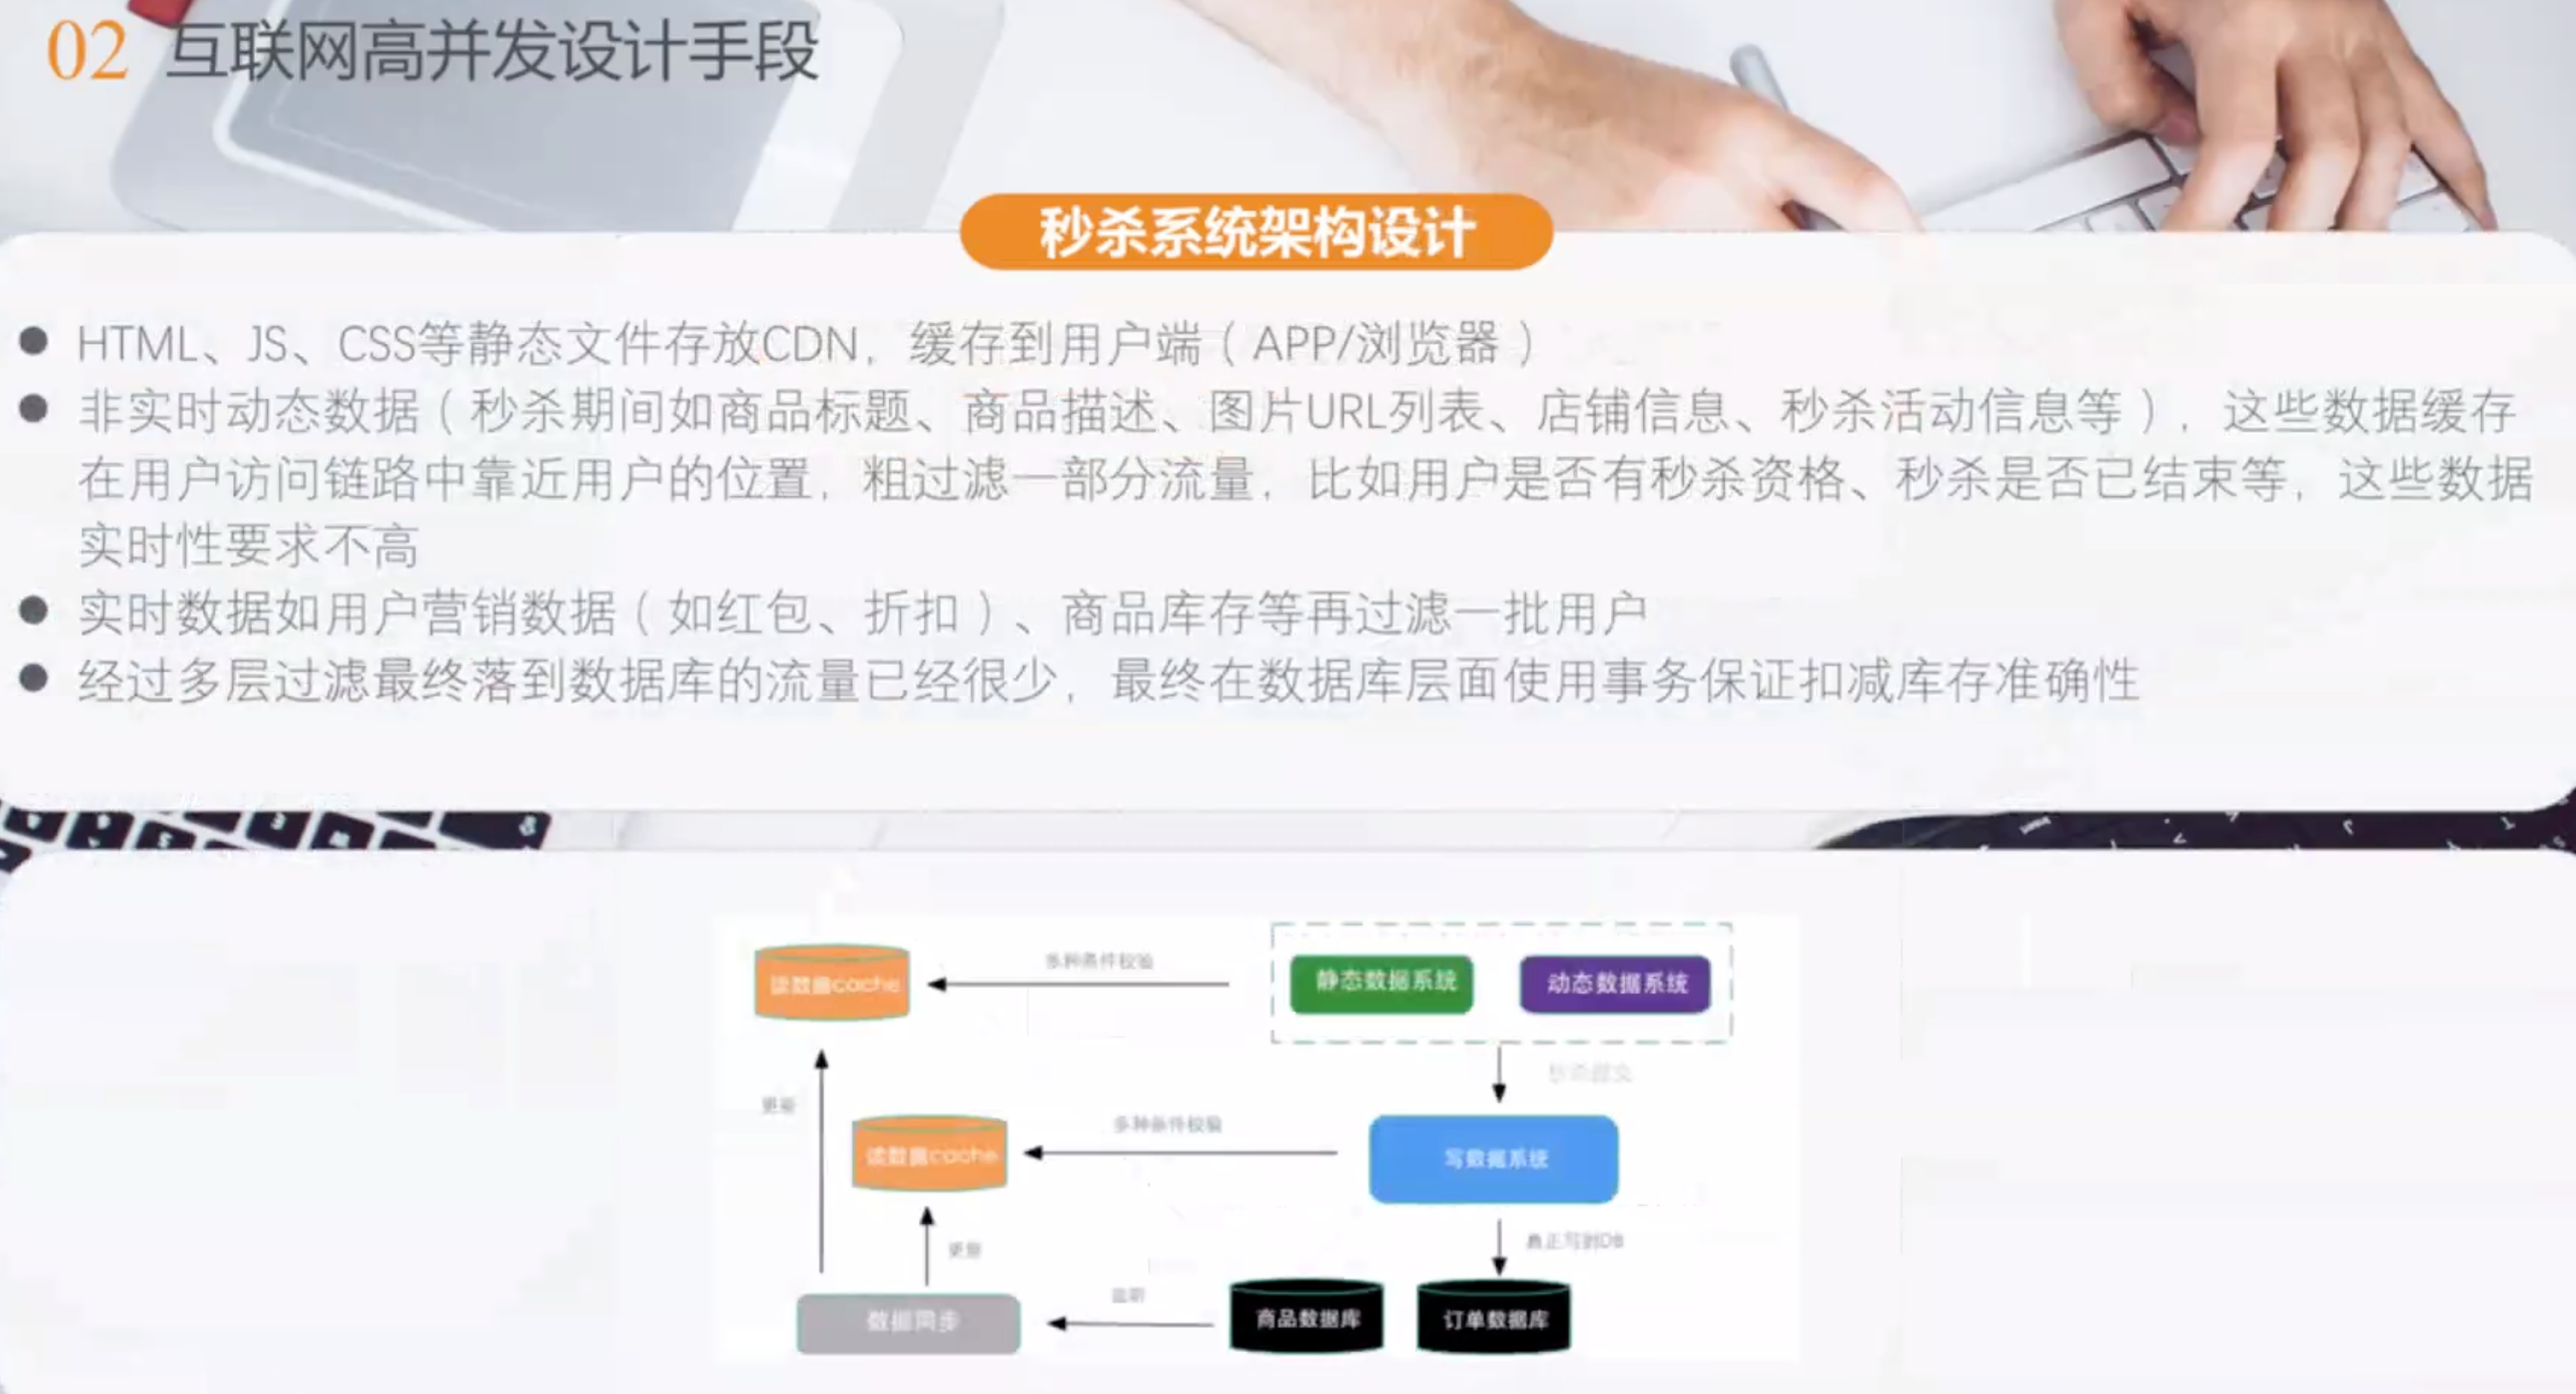 02 互联网高并发设计手段
秒杀系统架构设计
● HTML、JS、CSS等静态文件存放CDN，缓存到用户端（APP/浏览器）
● 非实时动态数据（秒杀期间如商品标题、商品描述、图片URL列表、店铺信息、秒杀活动信息等），这些数据缓存
在用户访问链路中靠近用户的位置，粗过滤一部分流量，比如用户是否有秒杀资格、秒杀是否已结束等，这些数据
实时性要求不高
● 实时数据如用户营销数据（如红包、折扣）、商品库存等再过滤一批用户
● 经过多层过滤最终落到数据库的流量已经很少，最终在数据库层面使用事务保证扣减库存准确性
读数据cache
多种条件校验
静态数据系统
动态数据系统
秒杀提交
更新
读数据cache
多种条件校验
写数据系统
更新
真正写到DB
数据同步
监听
商品数据库
订单数据库